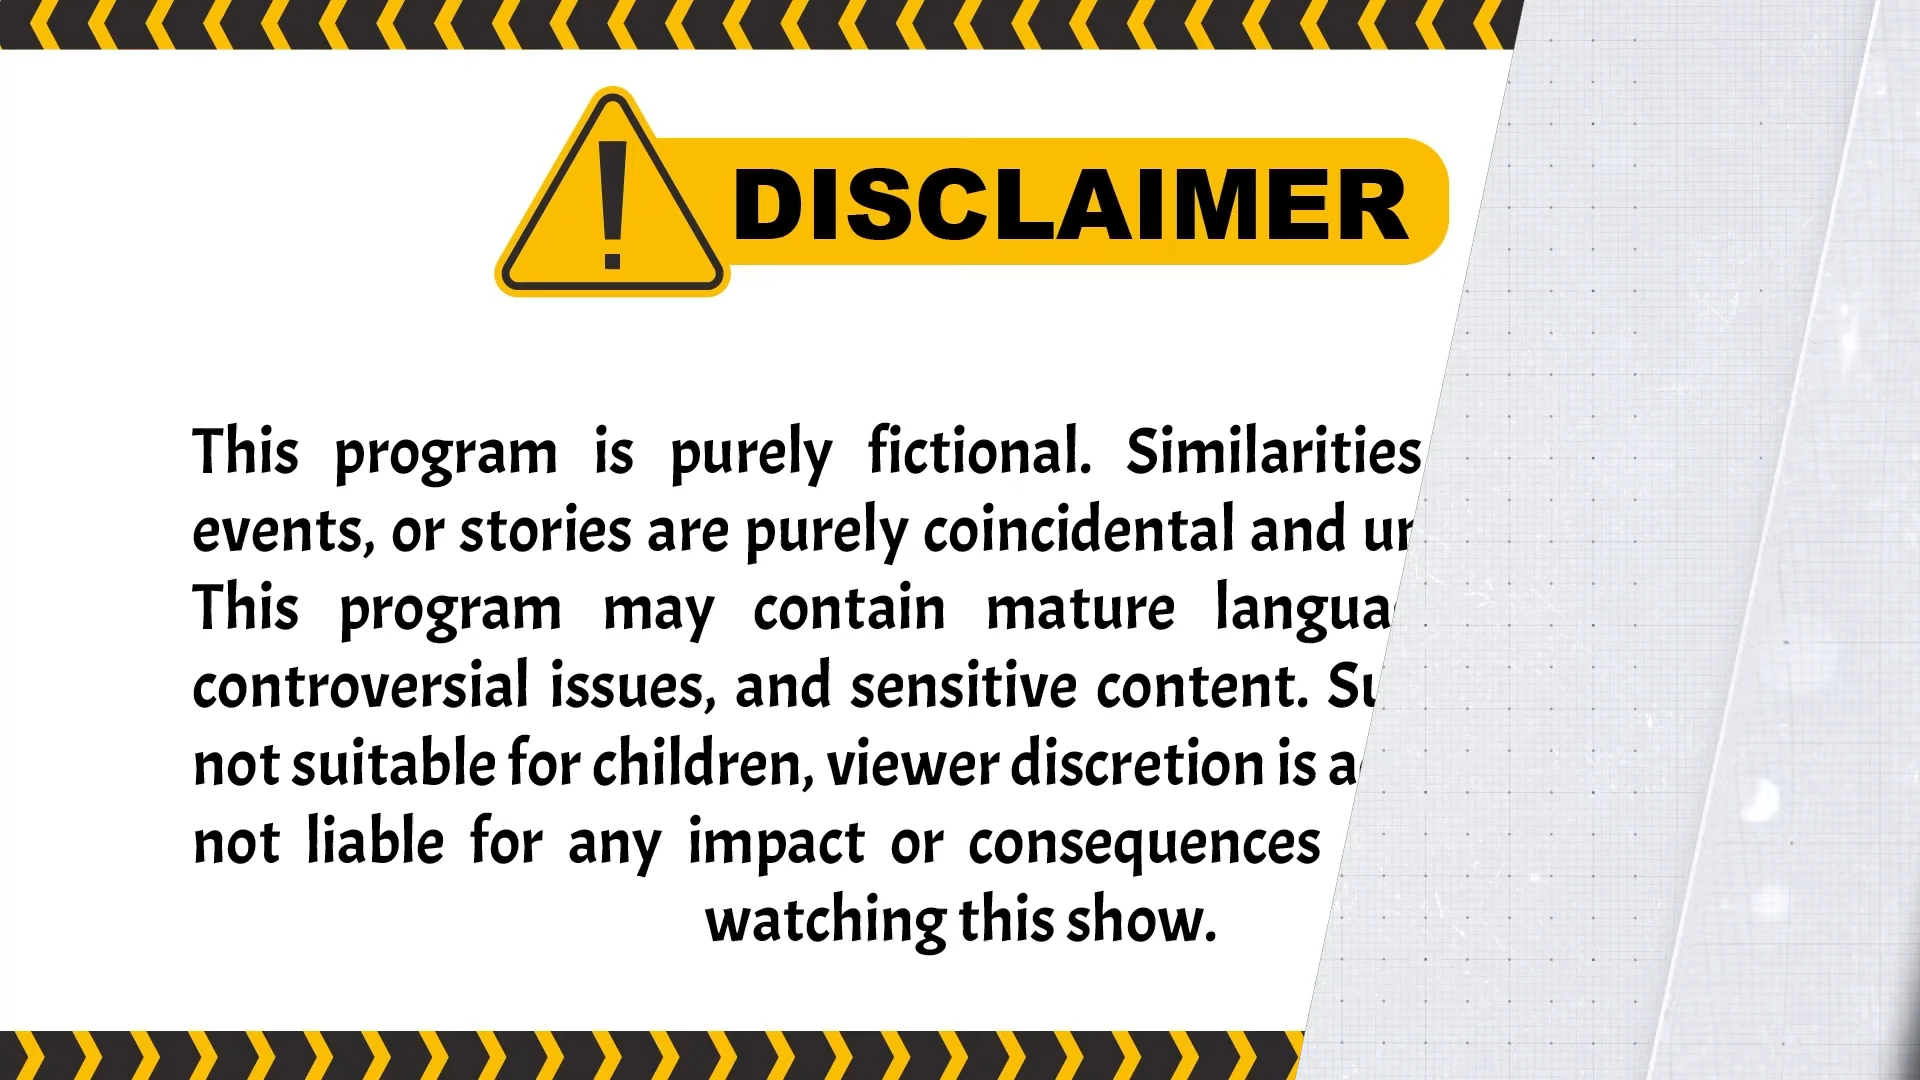 DISCLAIMER
This program is purely fictional. Similarities
events, or stories are purely coincidental and
This program may contain mature
controversial issues, and sensitive content.
not suitable for children, viewer discretion is
not liable for any impact or consequences
watching this show.